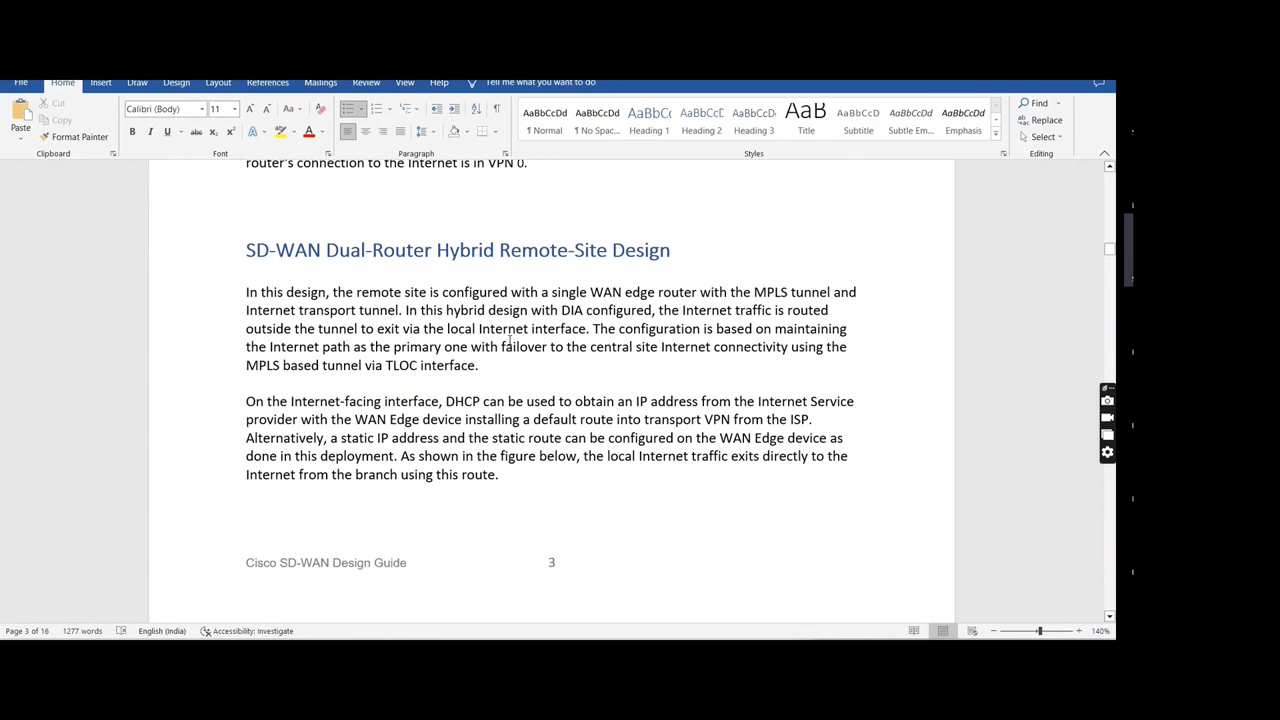 File Home Insert Draw Design Layout References Mailings Review View Help Tell me what you want to do
Cut
Copy
Paste
Format Painter
Calibri (Body) 11
AaBbCcDd AaBbCcDd AaBbCc AaBbCcD AaBbCcD AaB AaBbCcD AaBbCcDd AaBbCcDd
¶ Normal ¶ No Spac... Heading 1 Heading 2 Heading 3 Title Subtitle Subtle Em... Emphasis
Find
Replace
Select
Clipboard Font Paragraph Styles Editing
router's connection to the Internet is in VPN 0.
SD-WAN Dual-Router Hybrid Remote-Site Design
In this design, the remote site is configured with a single WAN edge router with the MPLS tunnel and
Internet transport tunnel. In this hybrid design with DIA configured, the Internet traffic is routed
outside the tunnel to exit via the local Internet interface. The configuration is based on maintaining
the Internet path as the primary one with failover to the central site Internet connectivity using the
MPLS based tunnel via TLOC interface.
On the Internet-facing interface, DHCP can be used to obtain an IP address from the Internet Service
provider with the WAN Edge device installing a default route into transport VPN from the ISP.
Alternatively, a static IP address and the static route can be configured on the WAN Edge device as
done in this deployment. As shown in the figure below, the local Internet traffic exits directly to the
Internet from the branch using this route.
Cisco SD-WAN Design Guide 3
Page 3 of 16 1277 words English (India) Accessibility: Investigate 140%